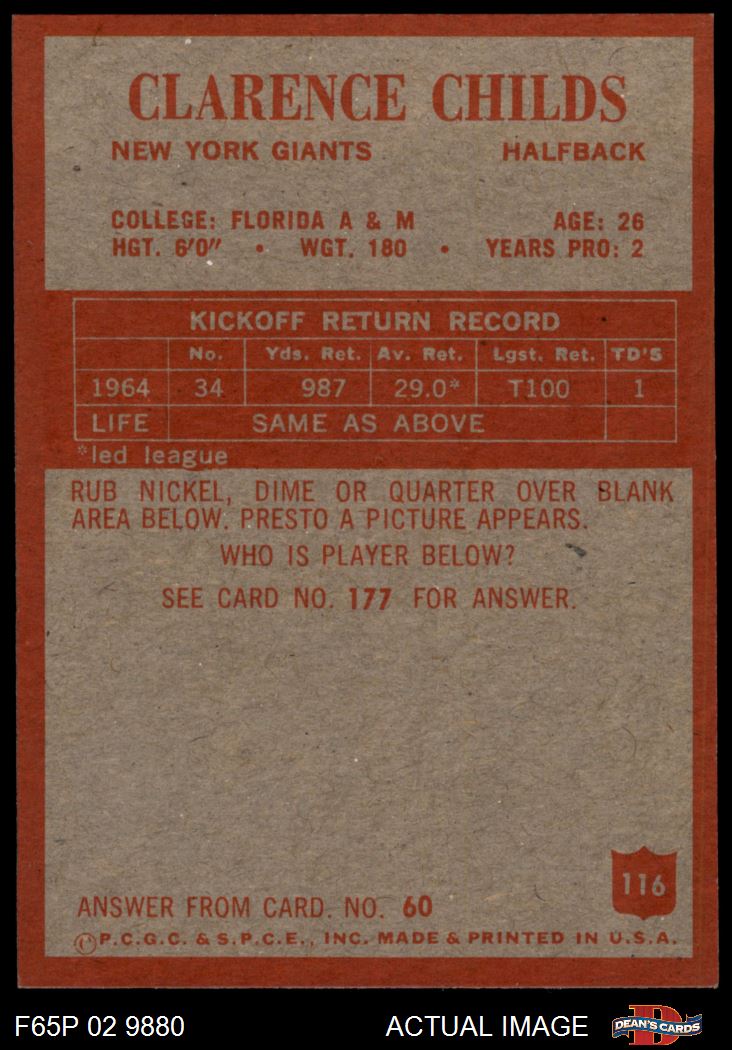 CLARENCE CHILDS
NEW YORK GIANTS HALFBACK
COLLEGE: FLORIDA A & M AGE: 26
HGT. 6'0" • WGT. 180 • YEARS PRO: 2
KICKOFF RETURN RECORD
No. Yds. Ret. Av. Ret. Lgst. Ret. TD'S
1964 34 987 29.0* T100 1
LIFE SAME AS ABOVE
*led league
RUB NICKEL, DIME OR QUARTER OVER BLANK
AREA BELOW. PRESTO A PICTURE APPEARS.
WHO IS PLAYER BELOW?
SEE CARD NO. 177 FOR ANSWER.
116
ANSWER FROM CARD. NO. 60
©P.C.G.C. & S.P.C.E., INC. MADE & PRINTED IN U.S.A.
F65P 02 9880 ACTUAL IMAGE D DEAN'S CARDS